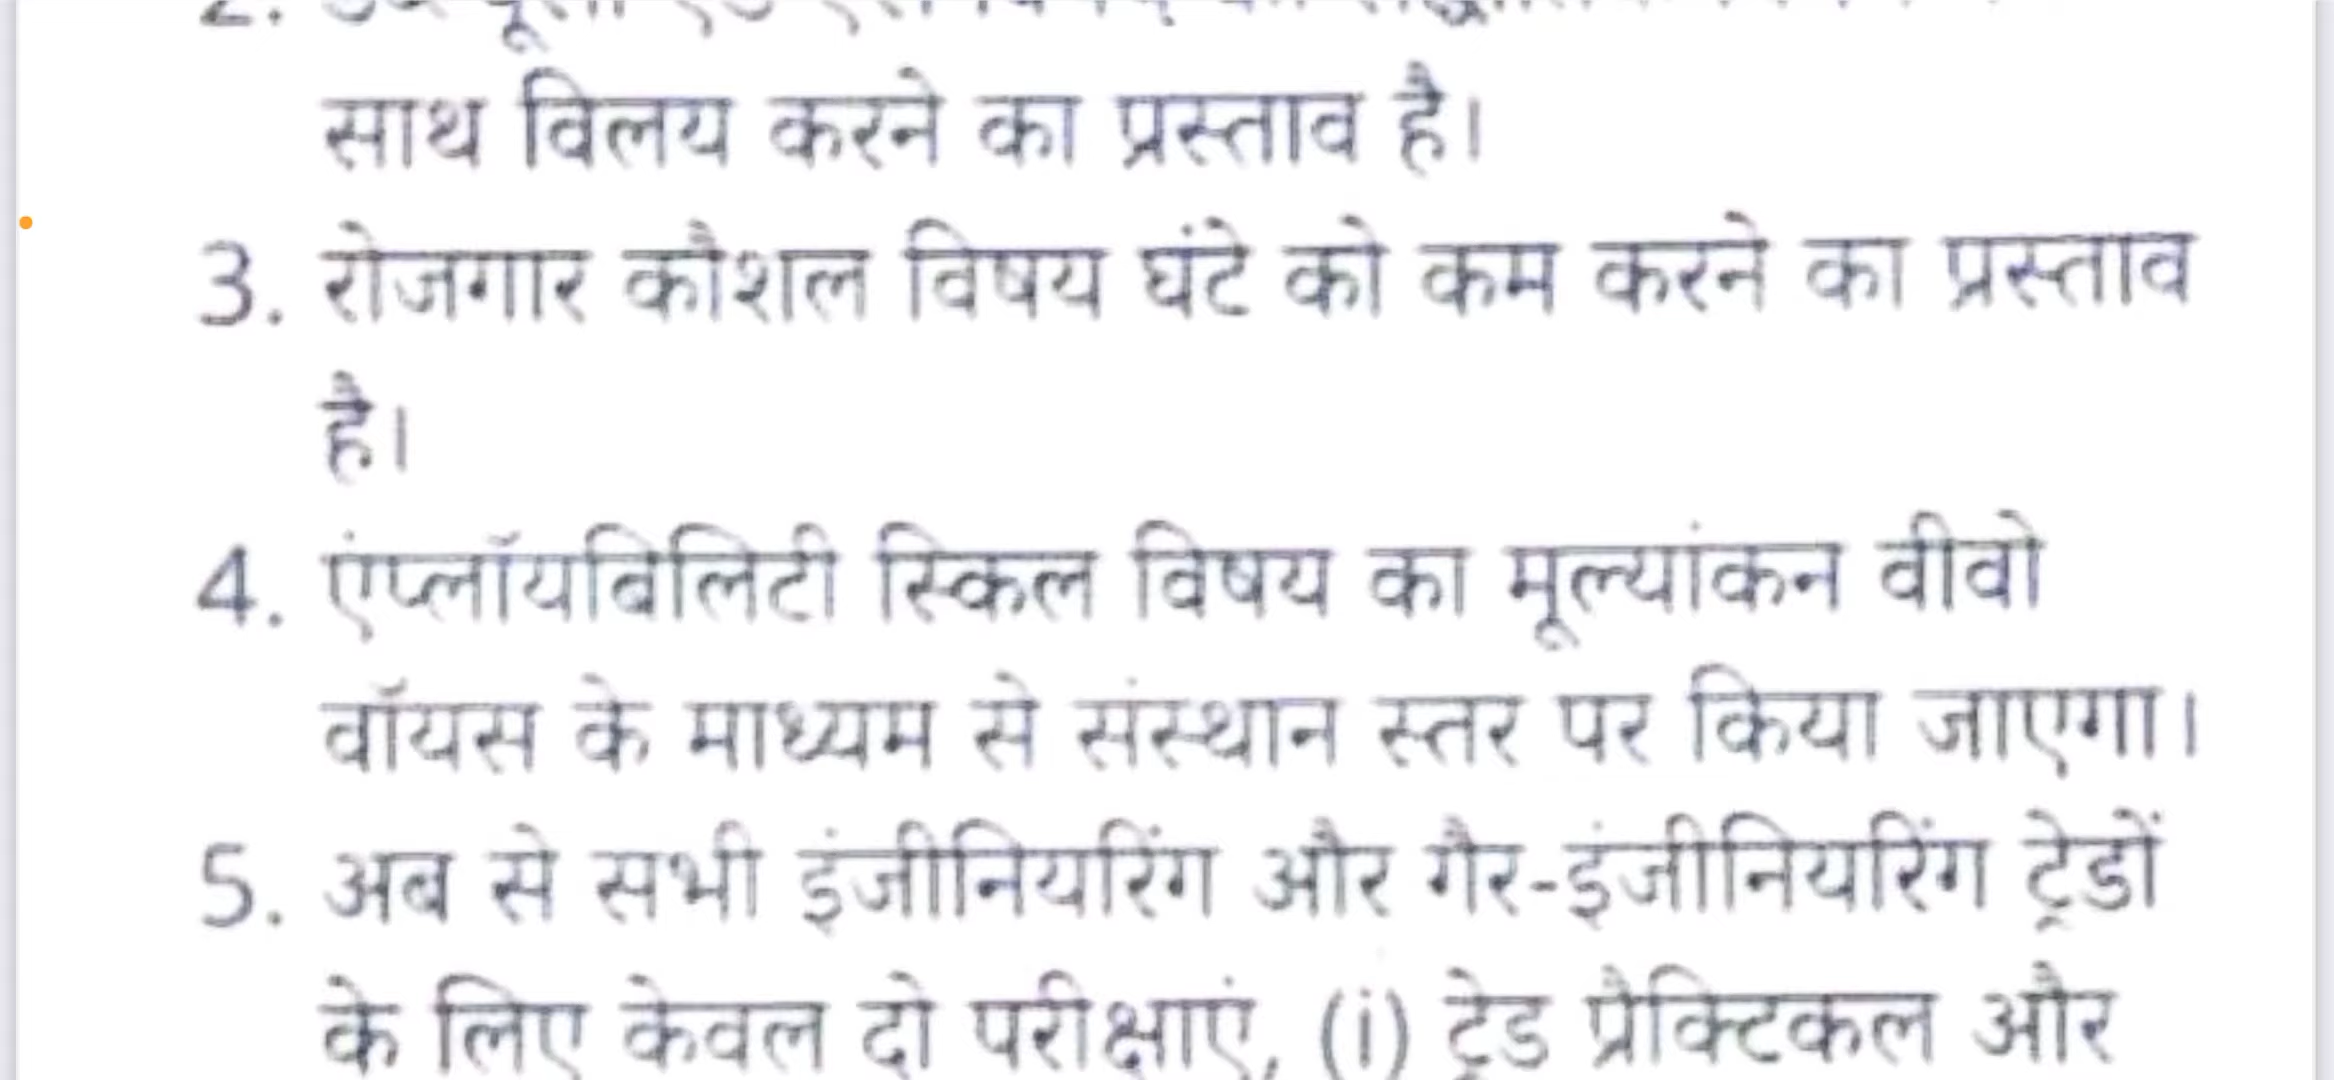 2.
साथ विलय करने का प्रस्ताव है।
3. रोजगार कौशल विषय घंटे को कम करने का प्रस्ताव
है।
4. एंप्लॉयबिलिटी स्किल विषय का मूल्यांकन वीवो
वॉयस के माध्यम से संस्थान स्तर पर किया जाएगा।
5. अब से सभी इंजीनियरिंग और गैर-इंजीनियरिंग ट्रेडों
के लिए केवल दो परीक्षाएं, (i) ट्रेड प्रैक्टिकल और